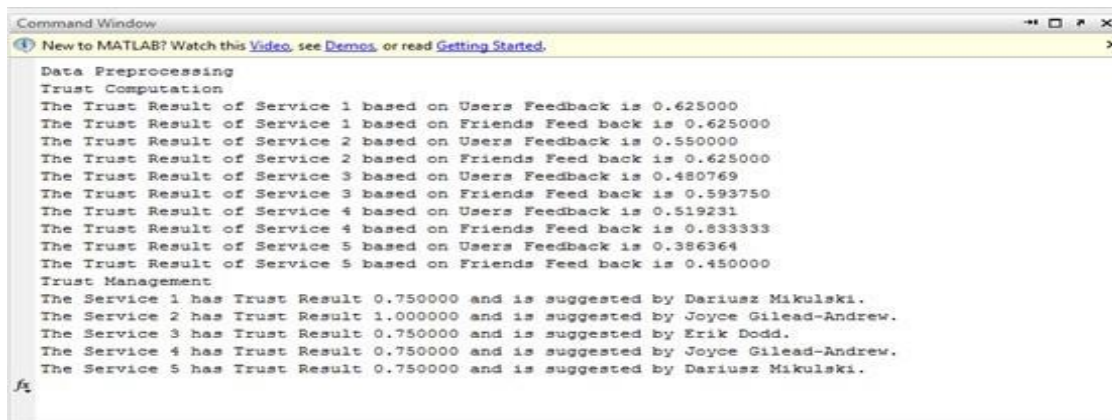 Command Window
New to MATLAB? Watch this Video, see Demos, or read Getting Started.
Data Preprocessing
Trust Computation
The Trust Result of Service 1 based on Users Feedback is 0.625000
The Trust Result of Service 1 based on Friends Feed back is 0.625000
The Trust Result of Service 2 based on Users Feedback is 0.550000
The Trust Result of Service 2 based on Friends Feed back is 0.625000
The Trust Result of Service 3 based on Users Feedback is 0.480769
The Trust Result of Service 3 based on Friends Feed back is 0.593750
The Trust Result of Service 4 based on Users Feedback is 0.519231
The Trust Result of Service 4 based on Friends Feed back is 0.833333
The Trust Result of Service 5 based on Users Feedback is 0.386364
The Trust Result of Service 5 based on Friends Feed back is 0.450000
Trust Management
The Service 1 has Trust Result 0.750000 and is suggested by Dariusz Mikulski.
The Service 2 has Trust Result 1.000000 and is suggested by Joyce Gilead-Andrew.
The Service 3 has Trust Result 0.750000 and is suggested by Erik Dodd.
The Service 4 has Trust Result 0.750000 and is suggested by Joyce Gilead-Andrew.
The Service 5 has Trust Result 0.750000 and is suggested by Dariusz Mikulski.
fx